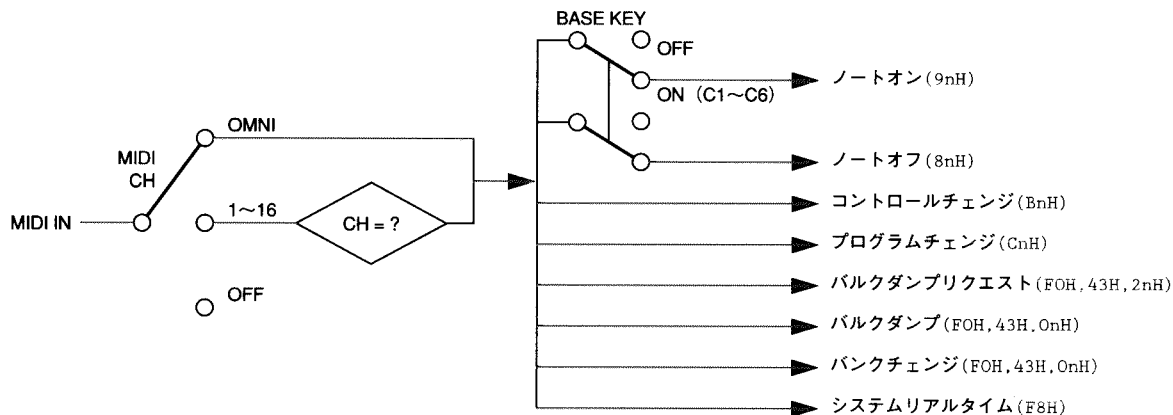 BASE KEY
OFF
ノートオン(9nH)
ON (C1〜C6)
OMNI
MIDI
CH
ノートオフ(8nH)
コントロールチェンジ(BnH)
MIDI IN
1〜16
CH = ?
プログラムチェンジ(CnH)
バルクダンプリクエスト(F0H,43H,2nH)
OFF
バルクダンプ(F0H,43H,0nH)
バンクチェンジ(F0H,43H,0nH)
システムリアルタイム(F8H)